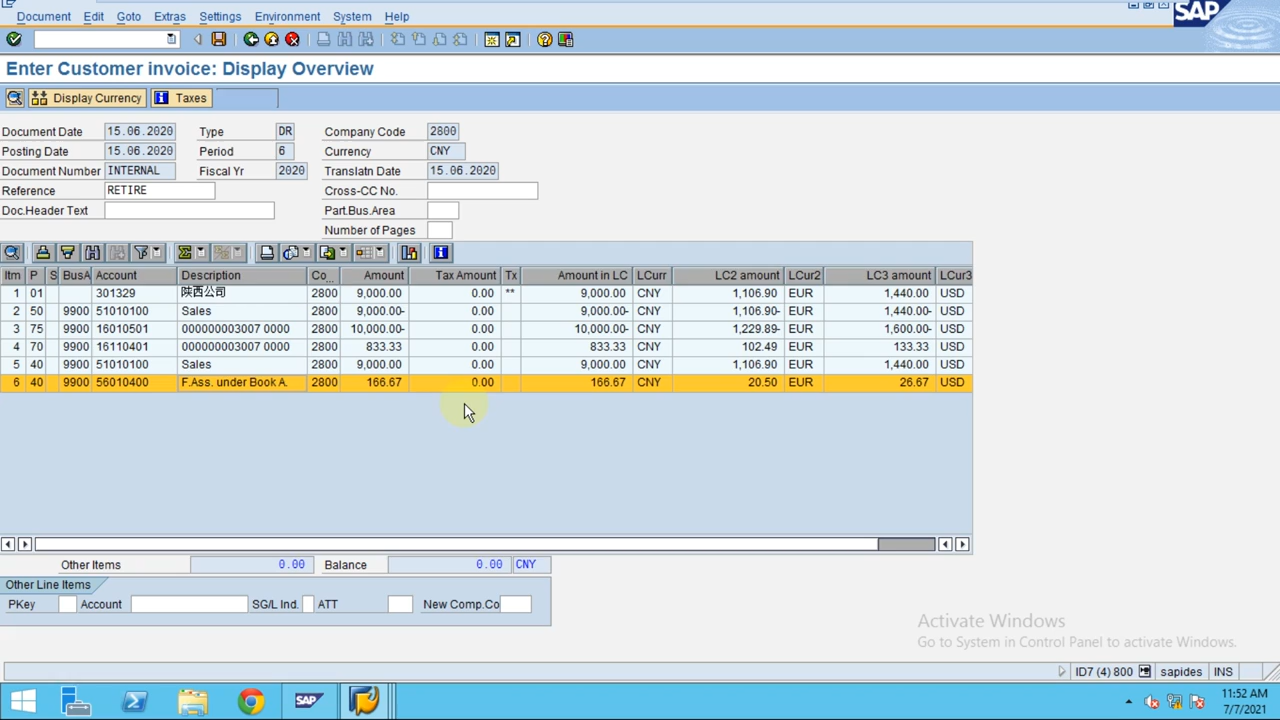 Document Edit Goto Extras Settings Environment System Help
SAP
Enter Customer invoice: Display Overview
Display Currency Taxes
Document Date 15.06.2020 Type DR Company Code 2800
Posting Date 15.06.2020 Period 6 Currency CNY
Document Number INTERNAL Fiscal Yr 2020 Translatn Date 15.06.2020
Reference RETIRE Cross-CC No.
Doc.Header Text Part.Bus.Area
Number of Pages
Itm P S BusA Account Description Co... Amount Tax Amount Tx Amount in LC LCurr LC2 amount LCur2 LC3 amount LCur3
1 01 301329 陕西公司 2800 9,000.00 0.00 ** 9,000.00 CNY 1,106.90 EUR 1,440.00 USD
2 50 9900 51010100 Sales 2800 9,000.00- 0.00 9,000.00- CNY 1,106.90- EUR 1,440.00- USD
3 75 9900 16010501 000000003007 0000 2800 10,000.00- 0.00 10,000.00- CNY 1,229.89- EUR 1,600.00- USD
4 70 9900 16110401 000000003007 0000 2800 833.33 0.00 833.33 CNY 102.49 EUR 133.33 USD
5 40 9900 51010100 Sales 2800 9,000.00 0.00 9,000.00 CNY 1,106.90 EUR 1,440.00 USD
6 40 9900 56010400 F.Ass. under Book A. 2800 166.67 0.00 166.67 CNY 20.50 EUR 26.67 USD
Other Items 0.00 Balance 0.00 CNY
Other Line Items
PKey Account SG/L Ind. ATT New Comp.Co
Activate Windows
Go to System in Control Panel to activate Windows.
ID7 (4) 800 sapides INS
SAP
11:52 AM
7/7/2021